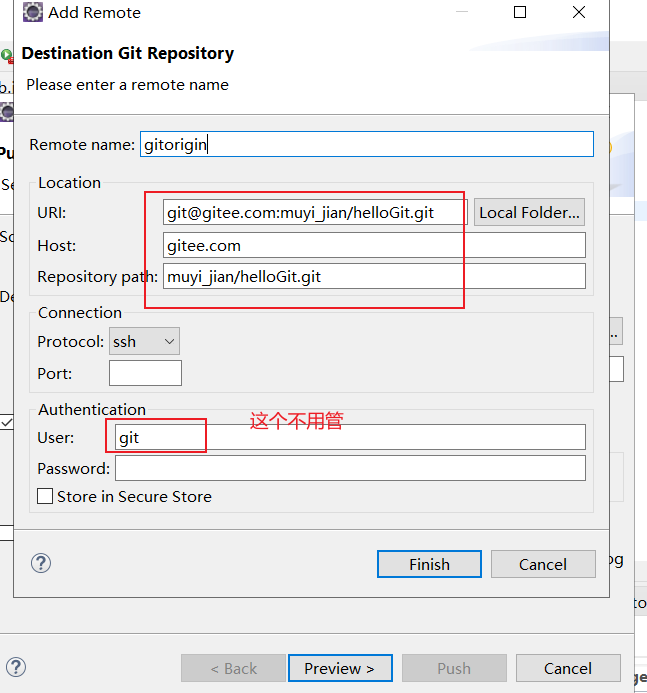 Add Remote
Destination Git Repository
Please enter a remote name
Remote name: gitorigin
Location
URI: git@gitee.com:muyi_jian/helloGit.git Local Folder...
Host: gitee.com
Repository path: muyi_jian/helloGit.git
Connection
Protocol: ssh
Port:
Authentication
这个不用管
User: git
Password:
Store in Secure Store
Finish Cancel
< Back Preview > Push Cancel